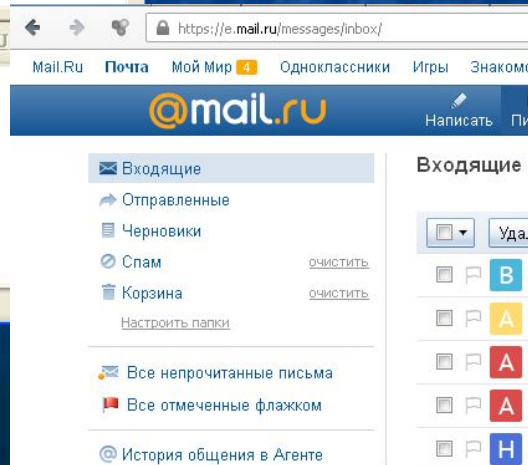 https://e.mail.ru/messages/inbox/
Mail.Ru Почта Мой Мир 4 Одноклассники Игры
@mail.ru
Написать
Входящие
Входящие
Отправленные
Черновики
Спам очистить
Корзина очистить
Настроить папки
Все непрочитанные письма
Все отмеченные флажком
История общения в Агенте
В
А
А
А
Н